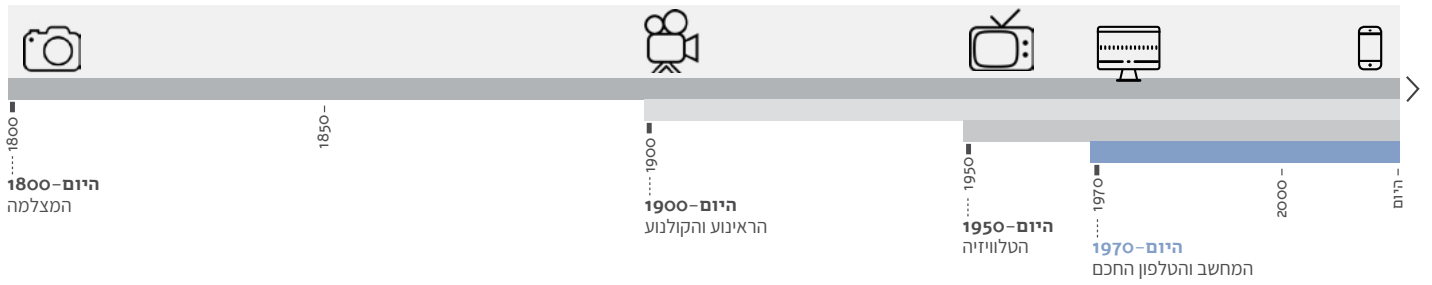 1800
1850
1900
1950
1970
2000
היום
1800-היום
המצלמה
1900-היום
הראינוע והקולנוע
1950-היום
הטלוויזיה
1970-היום
המחשב והטלפון החכם